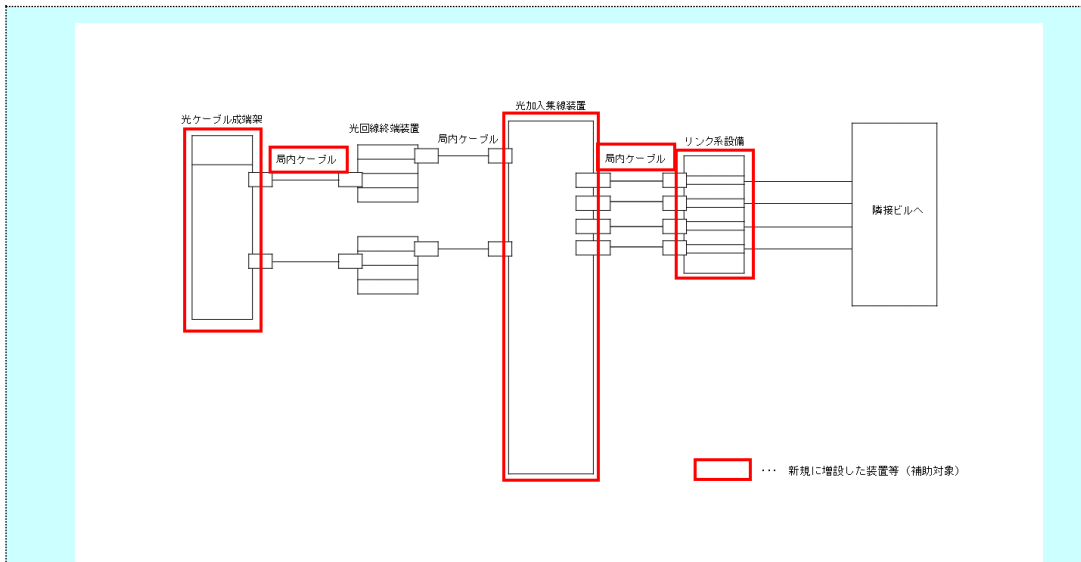 光加入集線装置
光ケーブル成端架
光回線終端装置
局内ケーブル
リンク系設備
局内ケーブル
局内ケーブル
隣接ビルへ
・・・ 新規に増設した装置等（補助対象）